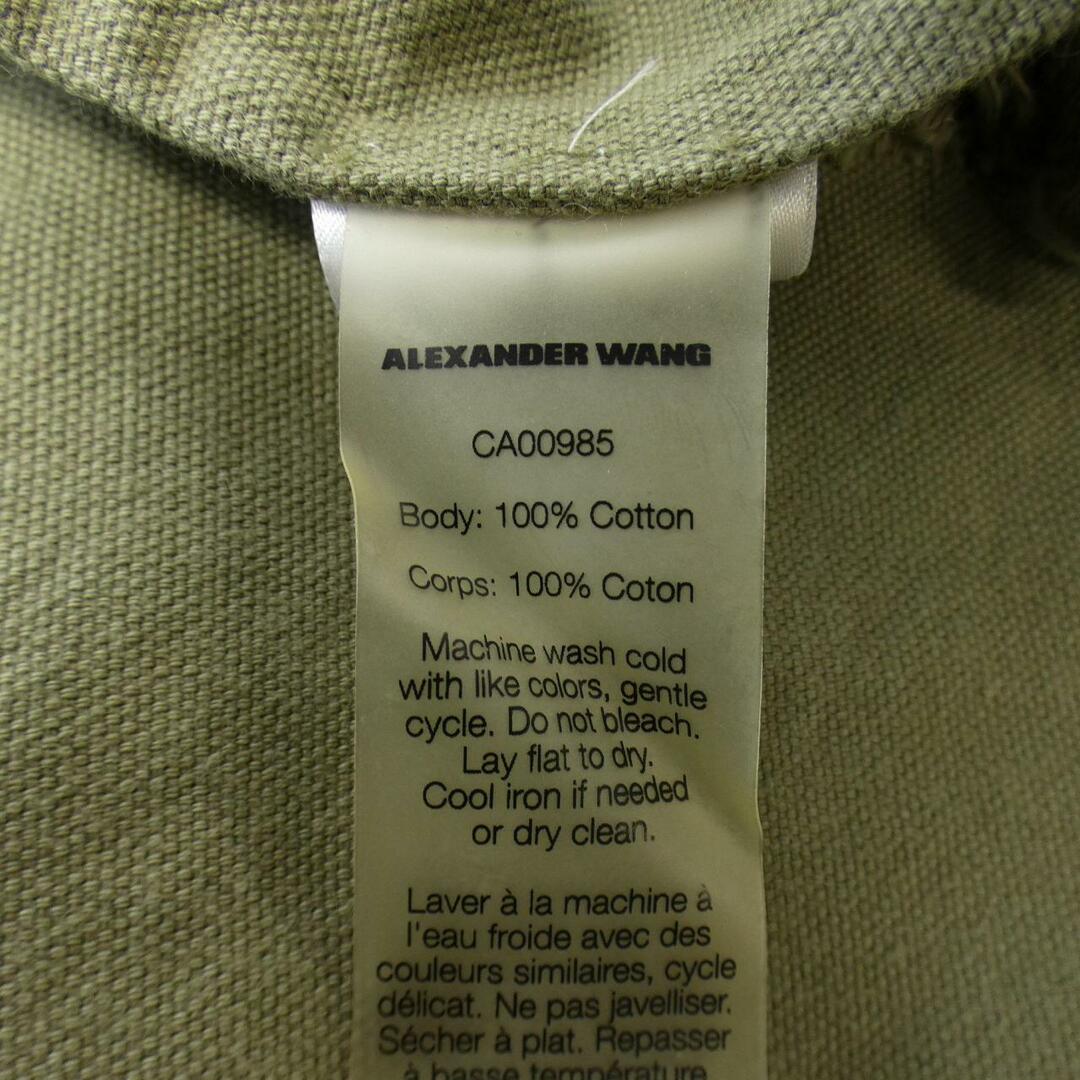 ALEXANDER WANG
CA00985
Body: 100% Cotton
Corps: 100% Coton
Machine wash cold
with like colors, gentle
cycle. Do not bleach.
Lay flat to dry.
Cool iron if needed
or dry clean.
Laver à la machine à
l'eau froide avec des
couleurs similaires, cycle
délicat. Ne pas javelliser.
Sécher à plat. Repasser
à basse température